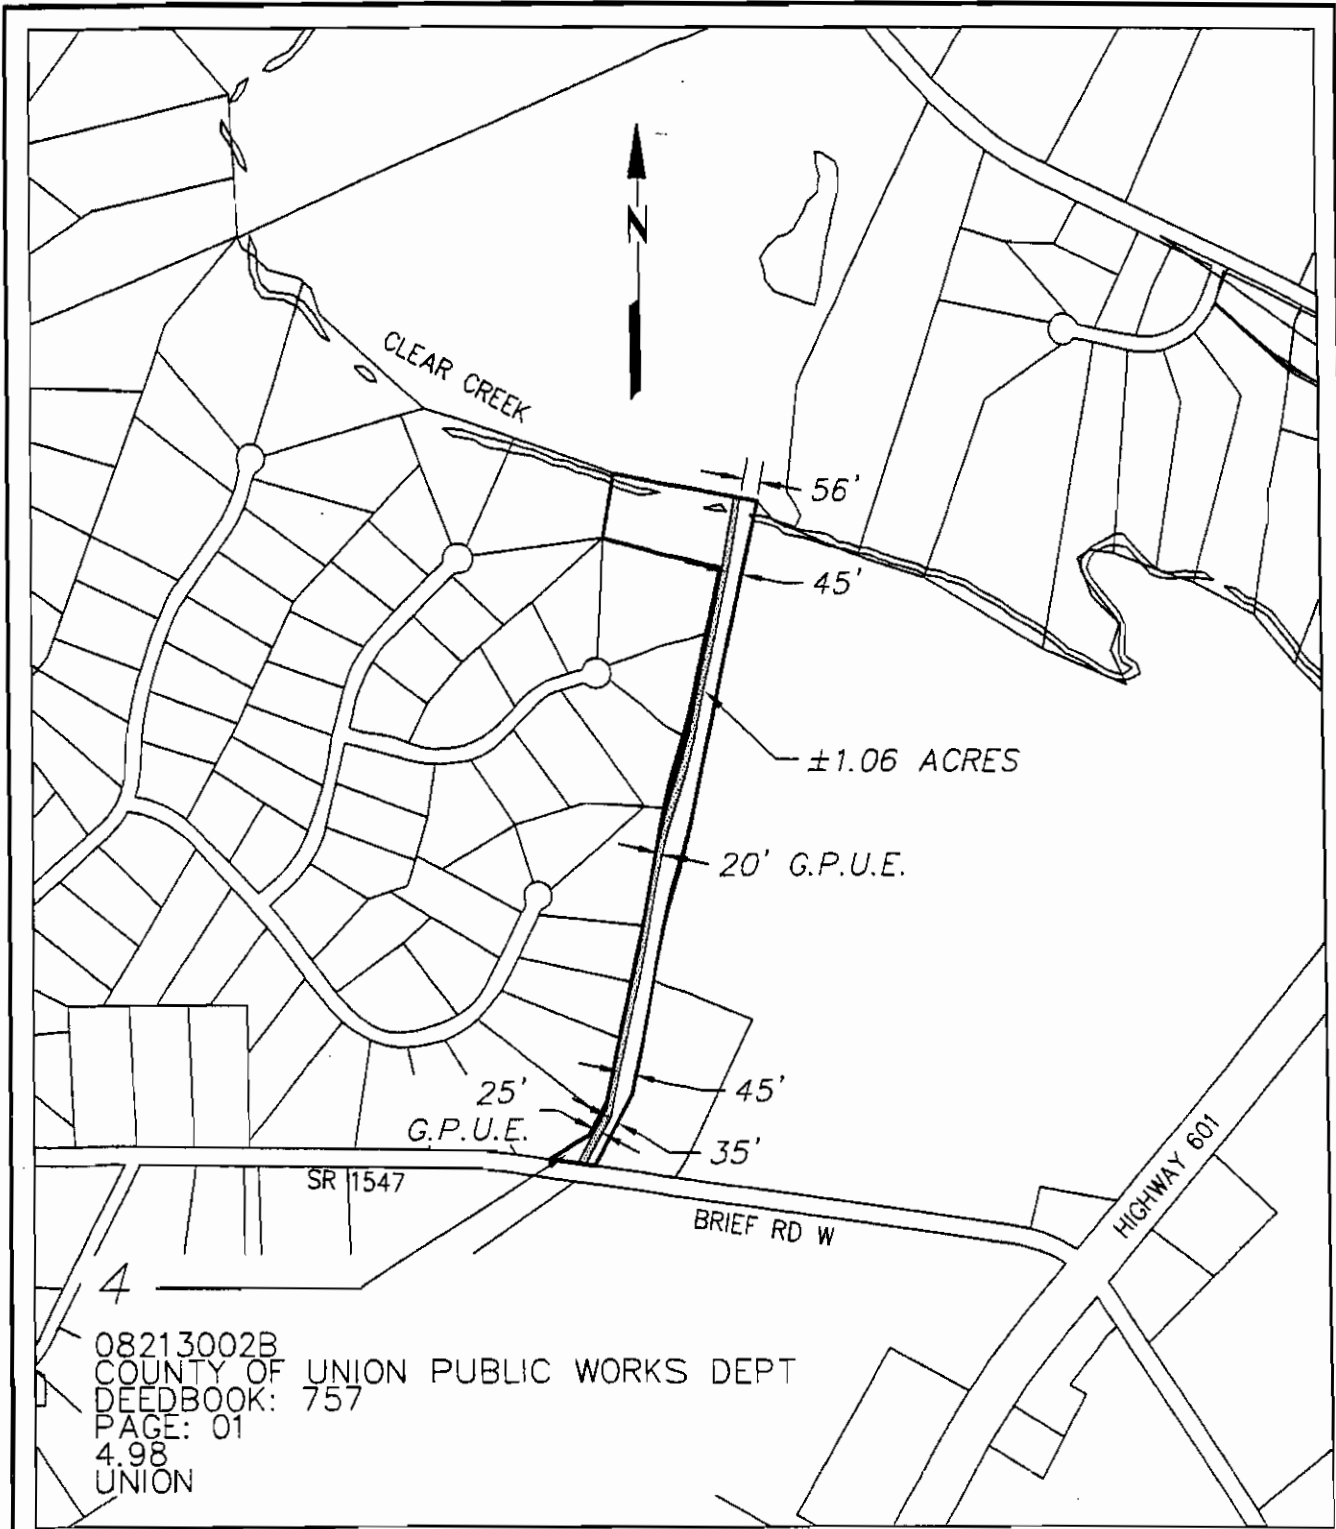 N
CLEAR CREEK
56'
45'
±1.06 ACRES
20' G.P.U.E.
25'
G.P.U.E.
45'
35'
SR 1547
BRIEF RD W
HIGHWAY 601
4
08213002B
COUNTY OF UNION PUBLIC WORKS DEPT
DEEDBOOK: 757
PAGE: 01
4.98
UNION